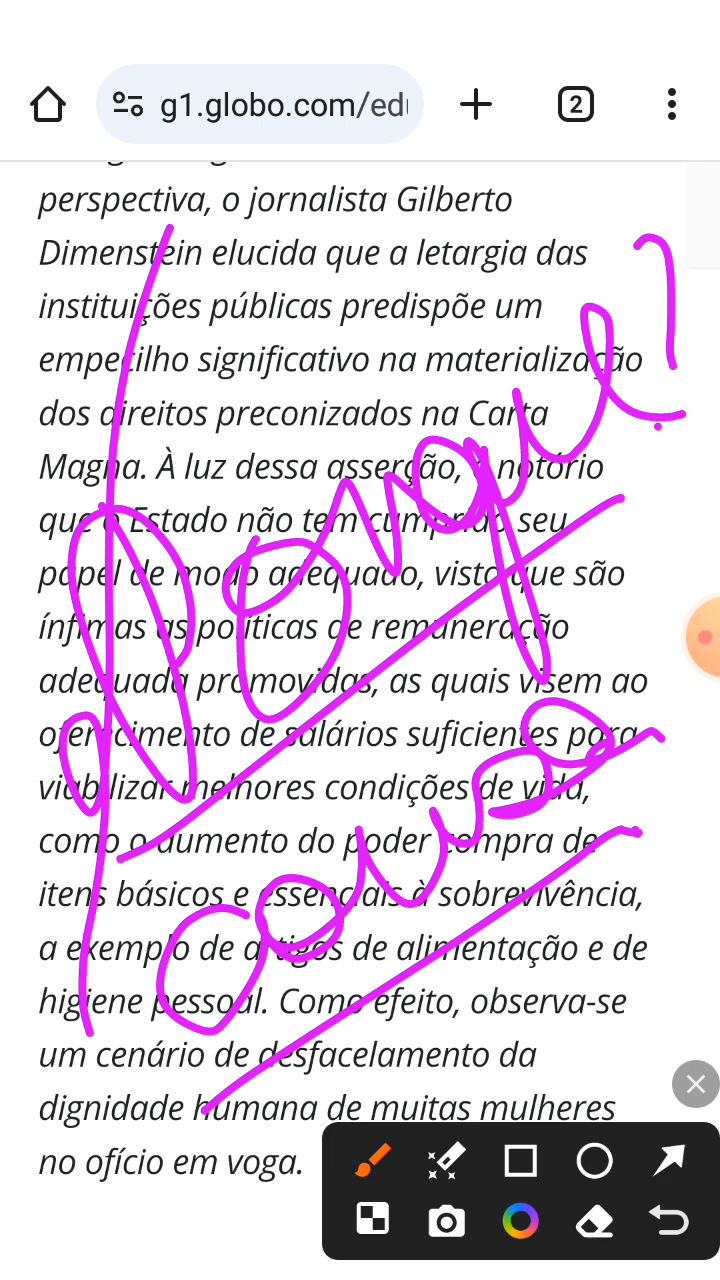 g1.globo.com/edu
2
perspectiva, o jornalista Gilberto
Dimenstein elucida que a letargia das
instituições públicas predispõe um
empecilho significativo na materialização
dos direitos preconizados na Carta
Magna. À luz dessa asserção, é notório
que o Estado não tem cumprido seu
papel de modo adequado, visto que são
ínfimas as políticas de remuneração
adequada promovidas, as quais visem ao
oferecimento de salários suficientes para
viabilizar melhores condições de vida,
como o aumento do poder compra de
itens básicos e essenciais à sobrevivência,
a exemplo de artigos de alimentação e de
higiene pessoal. Como efeito, observa-se
um cenário de desfacelamento da
dignidade humana de muitas mulheres
no ofício em voga.
Porque?
causa